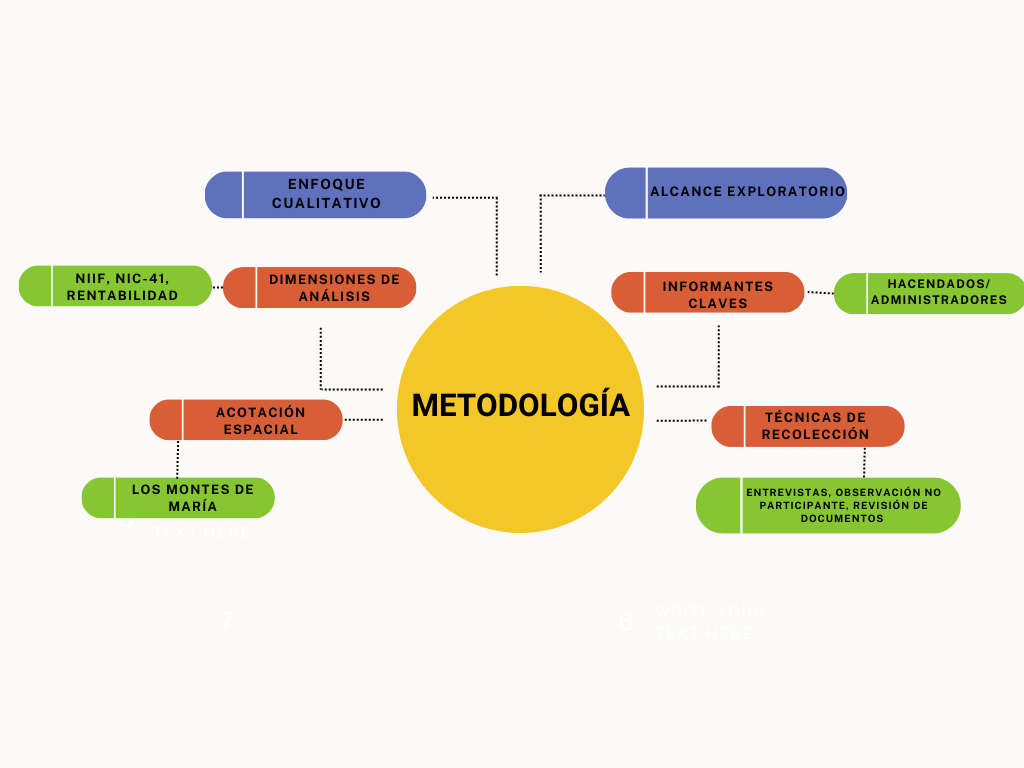 ENFOQUE
CUALITATIVO
ALCANCE EXPLORATORIO
NIIF, NIC-41,
RENTABILIDAD
DIMENSIONES DE
ANÁLISIS
INFORMANTES
CLAVES
HACENDADOS/
ADMINISTRADORES
METODOLOGÍA
ACOTACIÓN
ESPACIAL
TÉCNICAS DE
RECOLECCIÓN
LOS MONTES DE
MARÍA
TEXT HERE
ENTREVISTAS, OBSERVACIÓN NO
PARTICIPANTE, REVISIÓN DE
DOCUMENTOS
7
6
WRITE YOUR
TEXT HERE